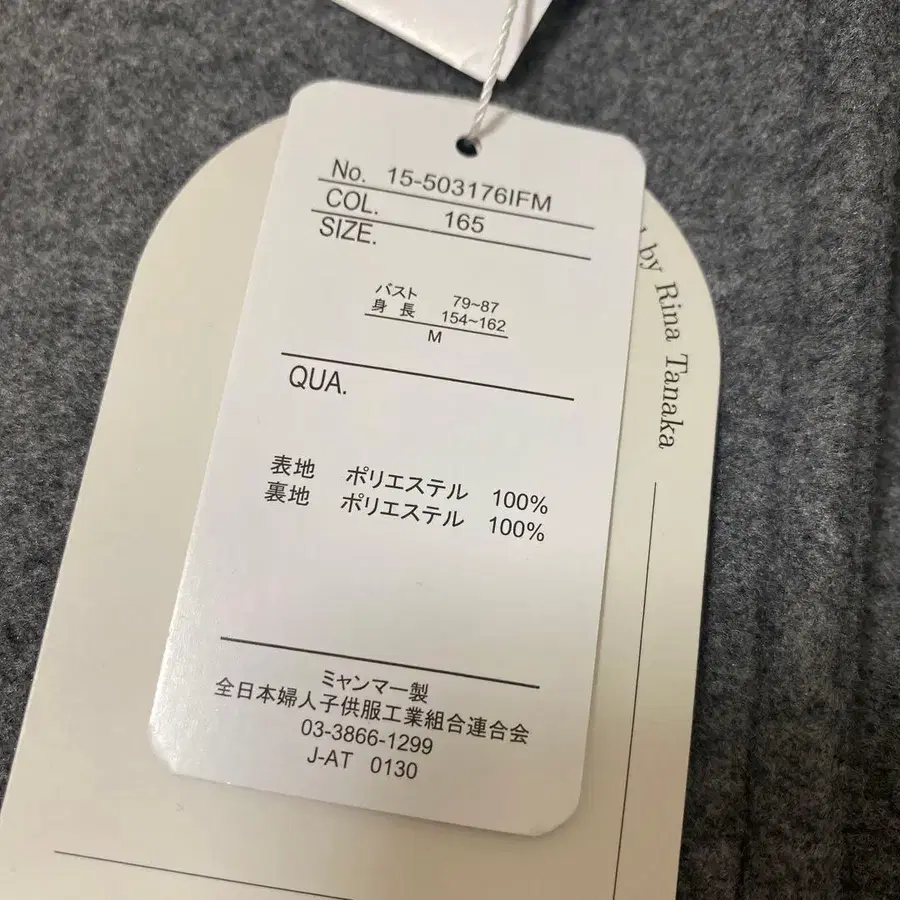 No. 15-503176IFM
COL. 165
SIZE.
バスト 79~87
身長 154~162
M
QUA.
表地 ポリエステル 100%
裏地 ポリエステル 100%
ミャンマー製
全日本婦人子供服工業組合連合会
03-3866-1299
J-AT 0130
by Rina Tanaka